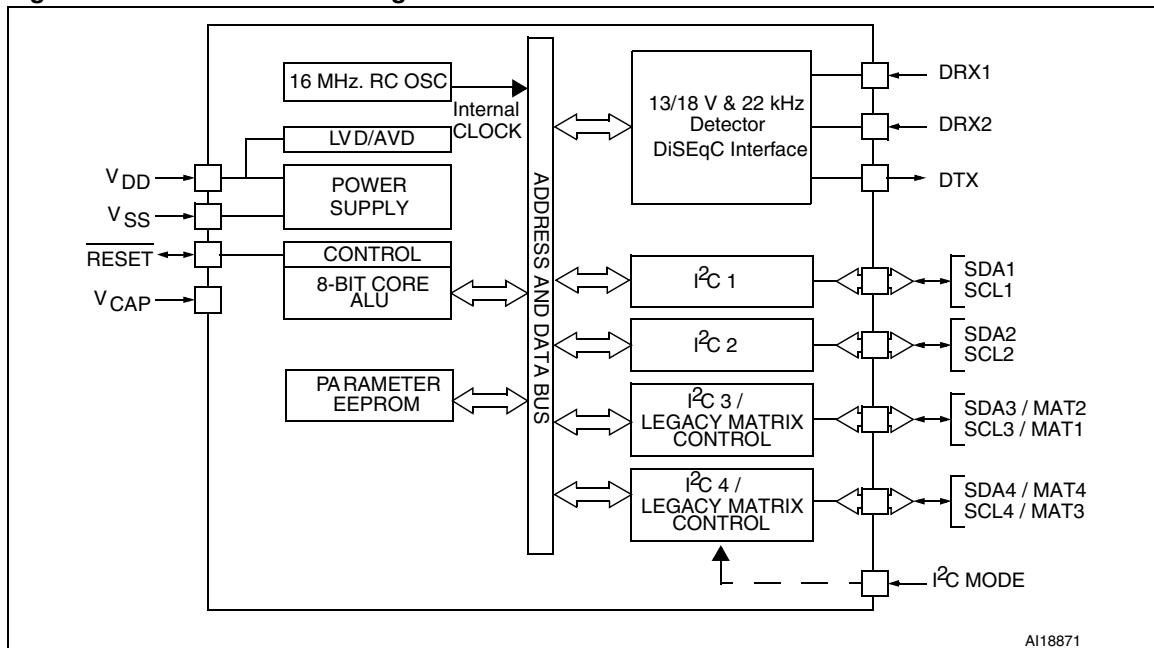 16 MHz. RC OSC
Internal
CLOCK
LVD/AVD
POWER
SUPPLY
CONTROL
8-BIT CORE
ALU
PARAMETER
EEPROM
VDD
VSS
RESET
VCAP
ADDRESS AND DATA BUS
13/18 V & 22 kHz
Detector
DiSEqC Interface
I2C 1
I2C 2
I2C 3 /
LEGACY MATRIX
CONTROL
I2C 4 /
LEGACY MATRIX
CONTROL
DRX1
DRX2
DTX
SDA1
SCL1
SDA2
SCL2
SDA3 / MAT2
SCL3 / MAT1
SDA4 / MAT4
SCL4 / MAT3
I2C MODE
AI18871